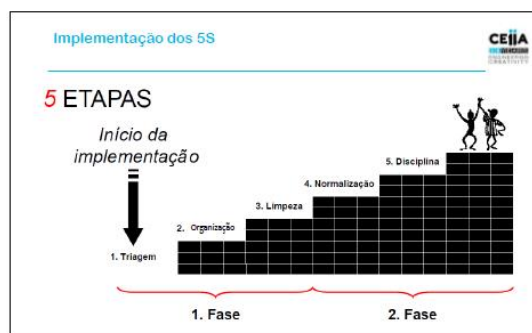 Implementação dos 5S
CEIIA
CREATIVITY
5 ETAPAS
Início da
implementação
5. Disciplina
4. Normalização
3. Limpeza
2. Organização
1. Triagem
1. Fase
2. Fase